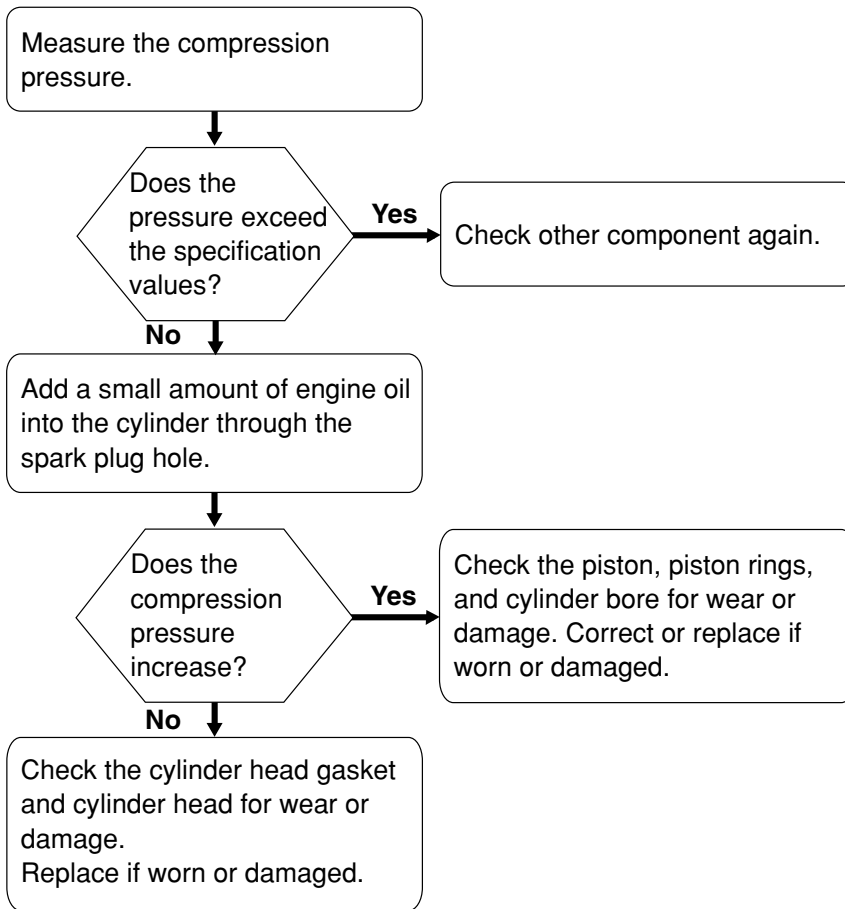 Measure the compression
pressure.
Does the
pressure exceed
the specification
values?
Yes
Check other component again.
No
Add a small amount of engine oil
into the cylinder through the
spark plug hole.
Does the
compression
pressure
increase?
Yes
Check the piston, piston rings,
and cylinder bore for wear or
damage. Correct or replace if
worn or damaged.
No
Check the cylinder head gasket
and cylinder head for wear or
damage.
Replace if worn or damaged.